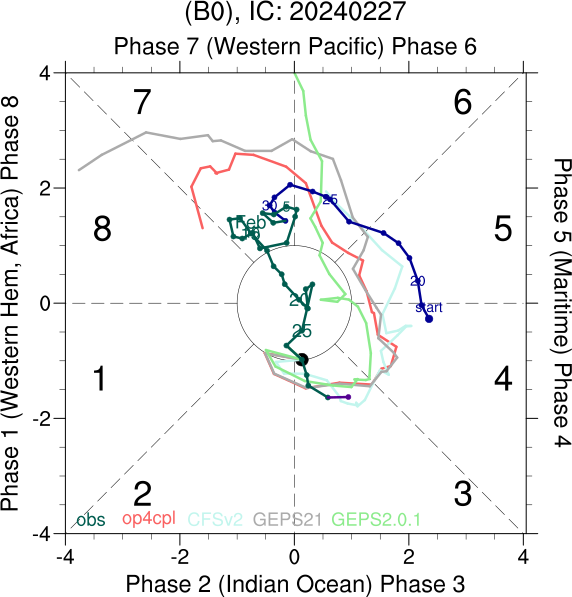 (B0), IC: 20240227
Phase 7 (Western Pacific) Phase 6
4
7
6
2
30
5
25
Feb
8
5
15
20
0
20
start
25
1
4
-2
2
3
obs
op4cpl
CFSv2
GEPS21
GEPS2.0.1
-4
-4
-2
0
2
4
Phase 2 (Indian Ocean) Phase 3
Phase 1 (Western Hem, Africa) Phase 8
Phase 5 (Maritime) Phase 4